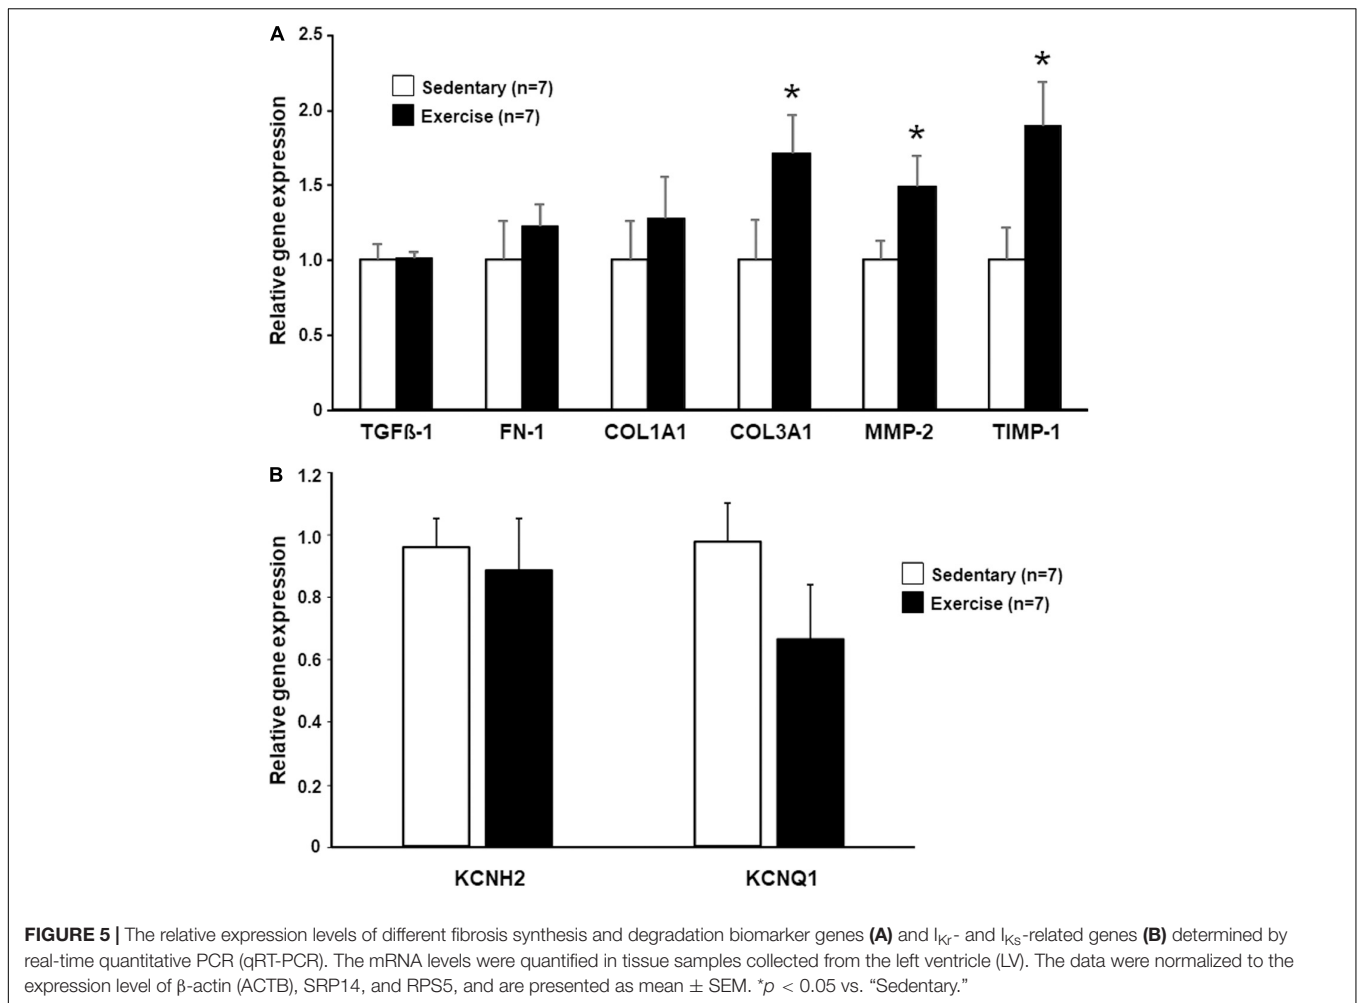 A
2.5
2.0
1.5
1.0
0.5
0
Relative gene expression
Sedentary (n=7)
Exercise (n=7)
*
*
*
TGFß-1 FN-1 COL1A1 COL3A1 MMP-2 TIMP-1
B
1.2
1.0
0.8
0.6
0.4
0.2
0
Relative gene expression
Sedentary (n=7)
Exercise (n=7)
KCNH2 KCNQ1
FIGURE 5 | The relative expression levels of different fibrosis synthesis and degradation biomarker genes (A) and IKr- and IKs-related genes (B) determined by
real-time quantitative PCR (qRT-PCR). The mRNA levels were quantified in tissue samples collected from the left ventricle (LV). The data were normalized to the
expression level of β-actin (ACTB), SRP14, and RPS5, and are presented as mean ± SEM. *p < 0.05 vs. “Sedentary.”